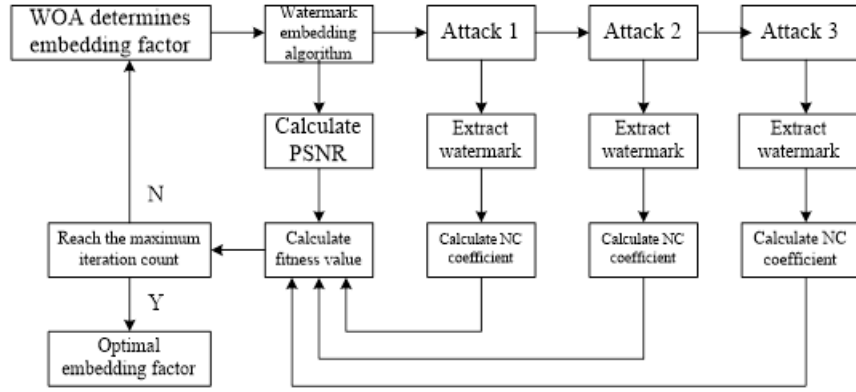 WOA determines
embedding factor
Watermark
embedding
algorithm
Attack 1
Attack 2
Attack 3
Calculate
PSNR
Extract
watermark
Extract
watermark
Extract
watermark
N
Reach the maximum
iteration count
Calculate
fitness value
Calculate NC
coefficient
Calculate NC
coefficient
Calculate NC
coefficient
Y
Optimal
embedding factor